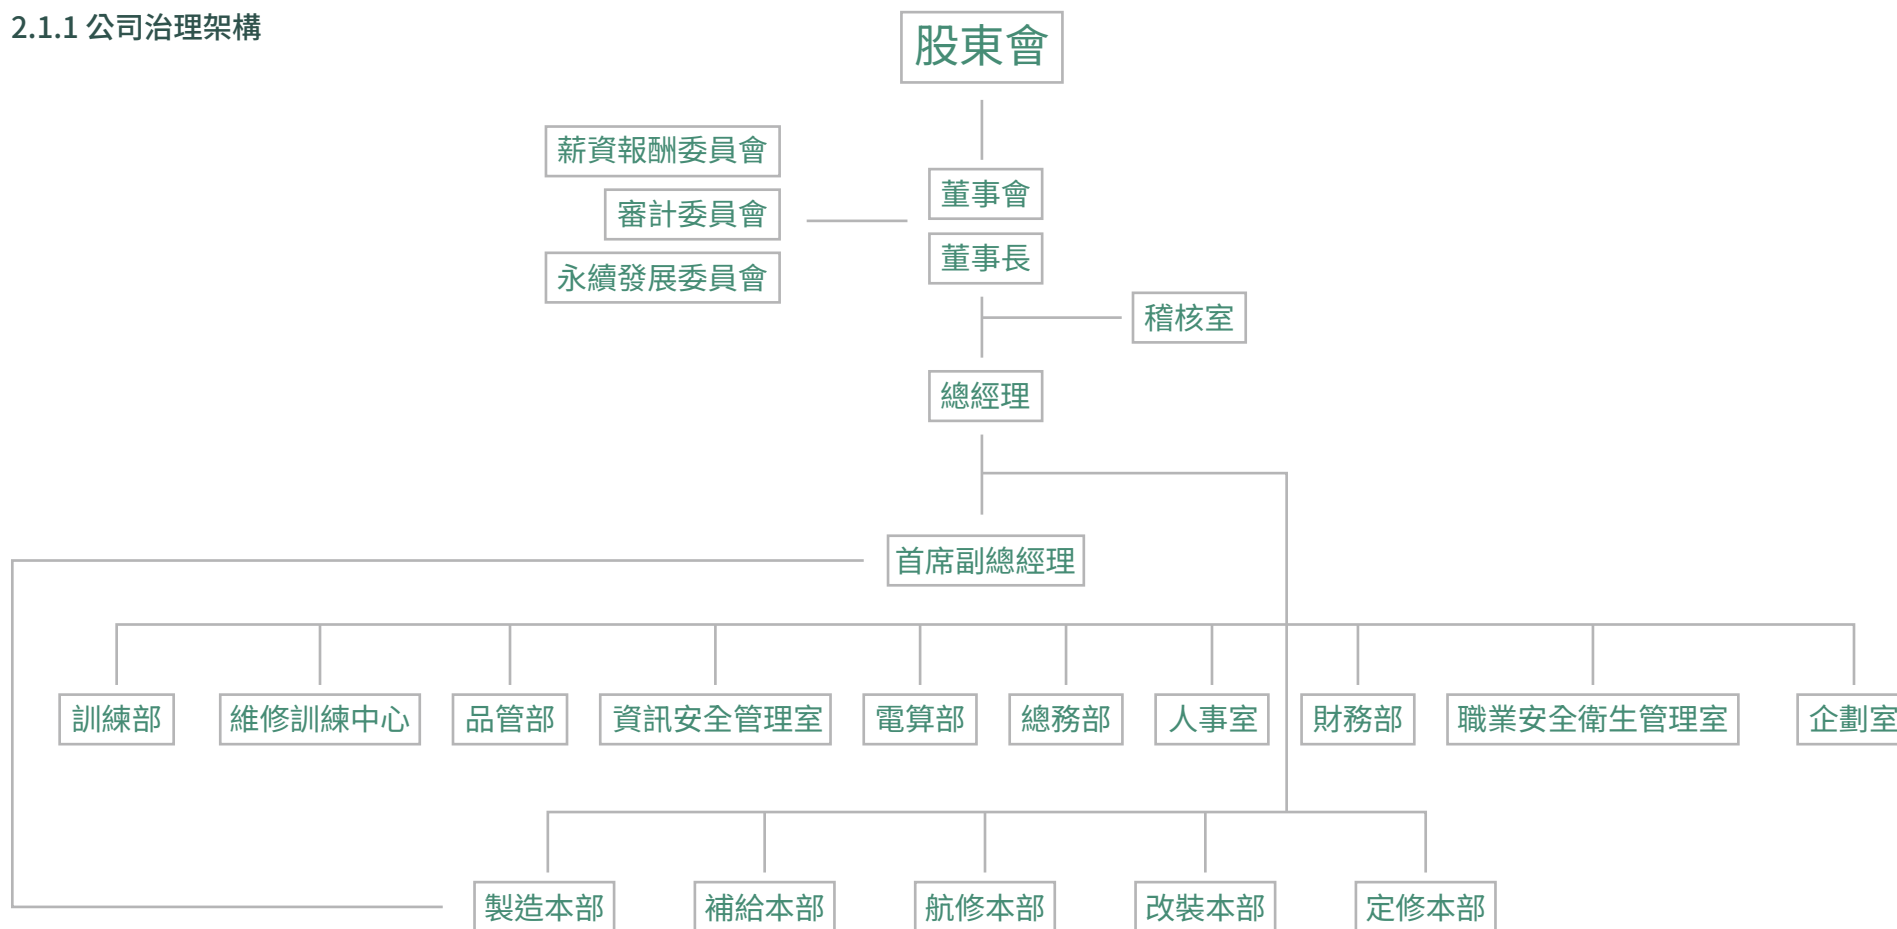 2.1.1 公司治理架構
股東會
薪資報酬委員會
審計委員會
永續發展委員會
董事會
董事長
稽核室
總經理
首席副總經理
訓練部
維修訓練中心
品管部
資訊安全管理室
電算部
總務部
人事室
財務部
職業安全衛生管理室
企劃室
製造本部
補給本部
航修本部
改裝本部
定修本部